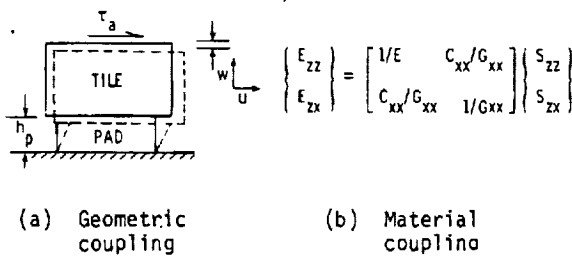 τa
TILE
w
u
hp
PAD
{ Ezz } = [ 1/E Cxx/Gxx ] { Szz }
{ Ezx } [ Cxx/Gxx 1/Gxx ] { Szx }
(a) Geometric coupling
(b) Material coupling